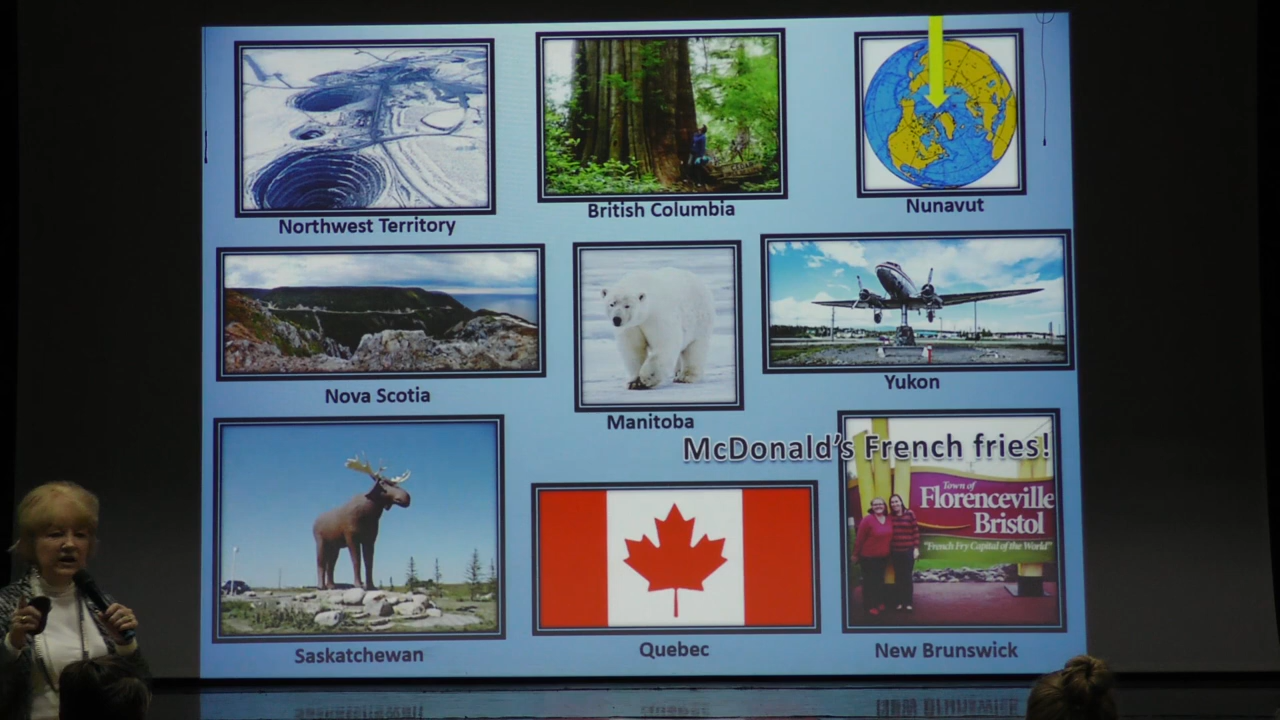 Northwest Territory
British Columbia
Nunavut
Nova Scotia
Manitoba
Yukon
McDonald's French fries!
Town of
Florenceville
Bristol
"French Fry Capital of the World"
Saskatchewan
Quebec
New Brunswick